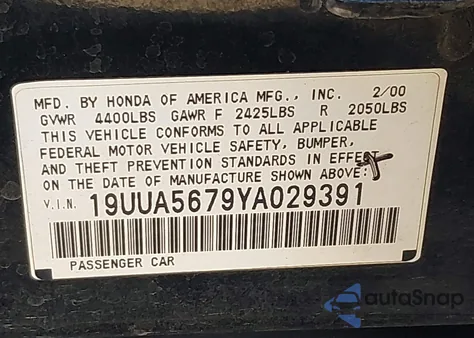 MFD. BY HONDA OF AMERICA MFG., INC. 2/00
GVWR 4400LBS GAWR F 2425LBS R 2050LBS
THIS VEHICLE CONFORMS TO ALL APPLICABLE
FEDERAL MOTOR VEHICLE SAFETY, BUMPER,
AND THEFT PREVENTION STANDARDS IN EFFECT
ON THE DATE OF MANUFACTURE SHOWN ABOVE.
V.I.N. 19UUA5679YA029391
PASSENGER CAR
autaSnap